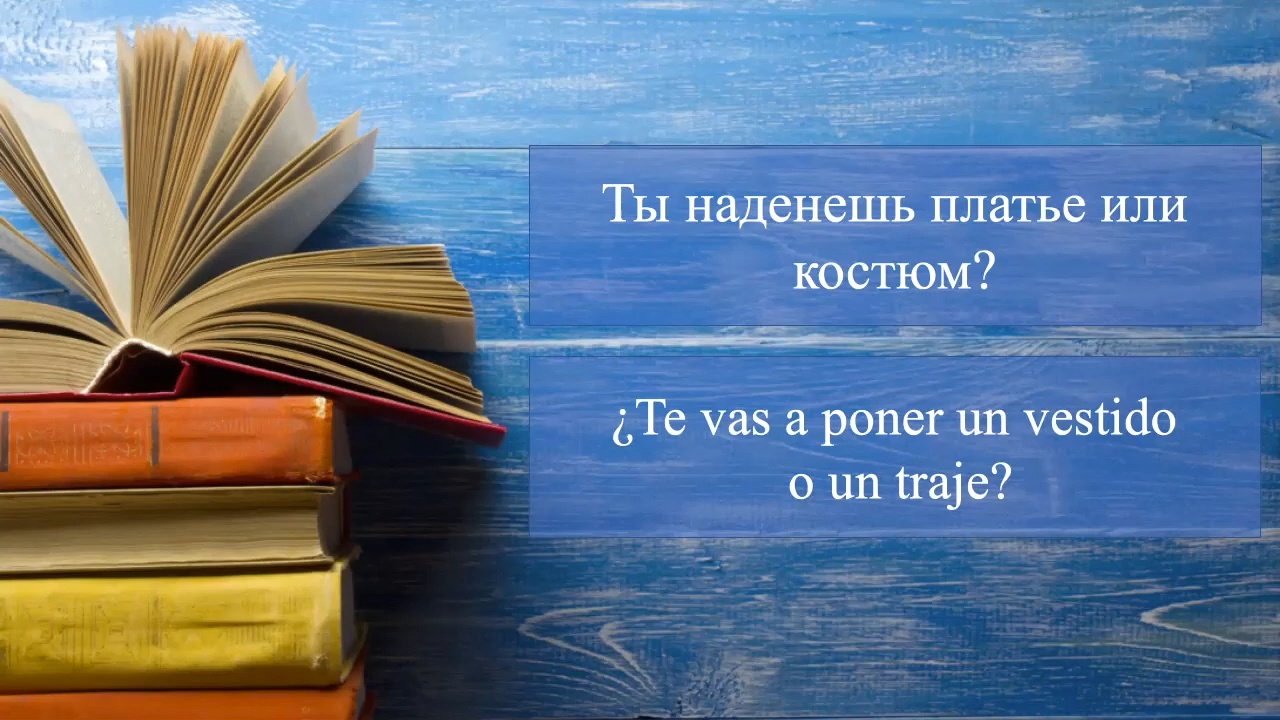 Ты наденешь платье или
костюм?
¿Te vas a poner un vestido
o un traje?